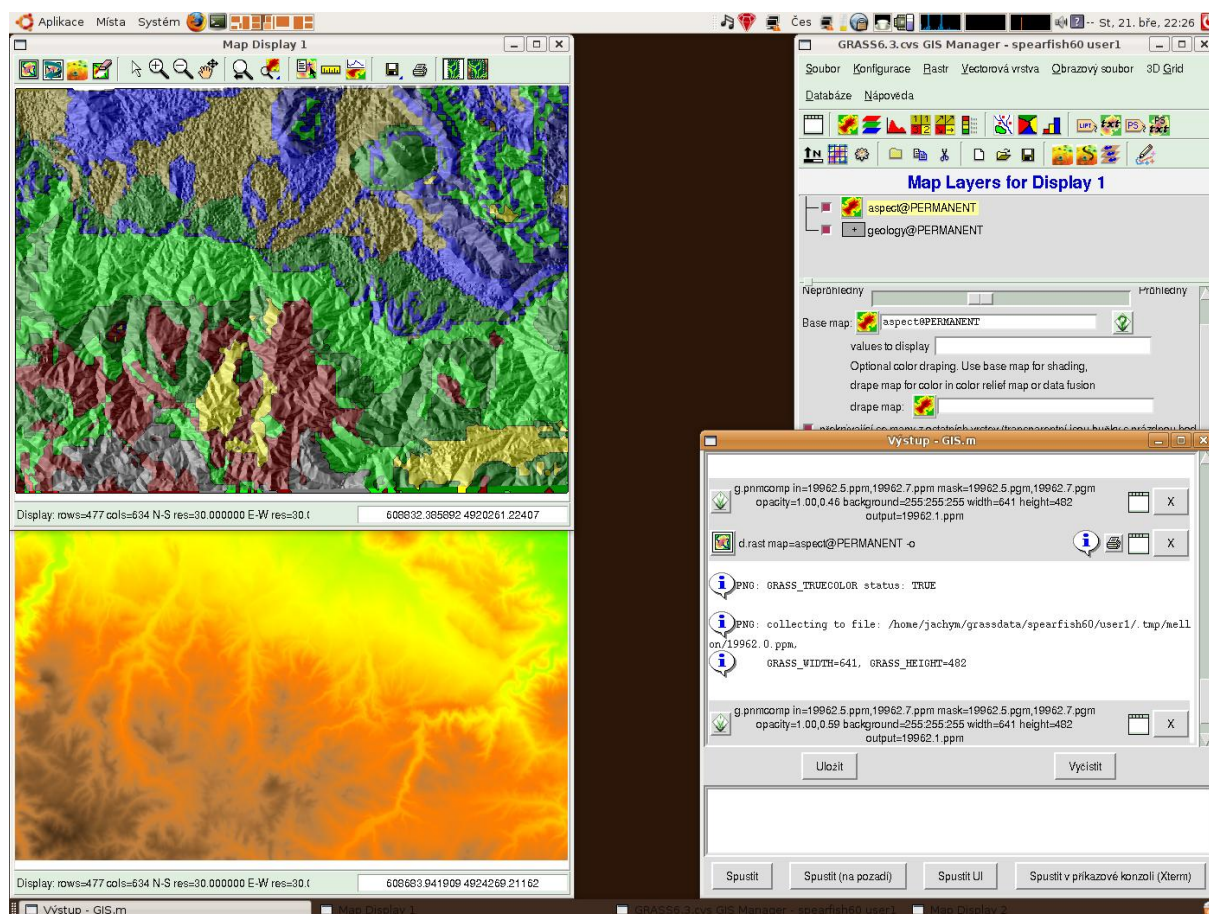 Aplikace Místa Systém
Čes
St, 21. bře, 22:26
Map Display 1
Display: rows=477 cols=634 N-S res=30.000000 E-W res=30.(
608832.385892 4920261.22407
Display: rows=477 cols=634 N-S res=30.000000 E-W res=30.(
608683.941909 4924269.21162
GRASS6.3.cvs GIS Manager - spearfish60 user1
Soubor Konfigurace Rastr Vectorová vrstva Obrazový soubor 3D Grid
Databáze Nápověda
Map Layers for Display 1
aspect@PERMANENT
geology@PERMANENT
Neprůhledný
Průhledný
Base map: aspect@PERMANENT
values to display
Optional color draping. Use base map for shading,
drape map for color in color relief map or data fusion
drape map:
Výstup - GIS.m
g.pnmcomp in=19962.5.ppm,19962.7.ppm mask=19962.5.pgm,19962.7.pgm
opacity=1.00,0.46 background=255:255:255 width=641 height=482
output=19962.1.ppm
X
d.rast map=aspect@PERMANENT -o
X
PNG: GRASS_TRUECOLOR status: TRUE
PNG: collecting to file: /home/jachym/grassdata/spearfish60/user1/.tmp/mell
on/19962.0.ppm,
GRASS_WIDTH=641, GRASS_HEIGHT=482
g.pnmcomp in=19962.5.ppm,19962.7.ppm mask=19962.5.pgm,19962.7.pgm
opacity=1.00,0.59 background=255:255:255 width=641 height=482
output=19962.1.ppm
X
Uložit
Vyčistit
Spustit
Spustit (na pozadí)
Spustit UI
Spustit v příkazové konzoli (Xterm)
Výstup - GIS.m
Map Display 1
GRASS6.3.cvs GIS Manager - spearfish60 user1
Map Display 2